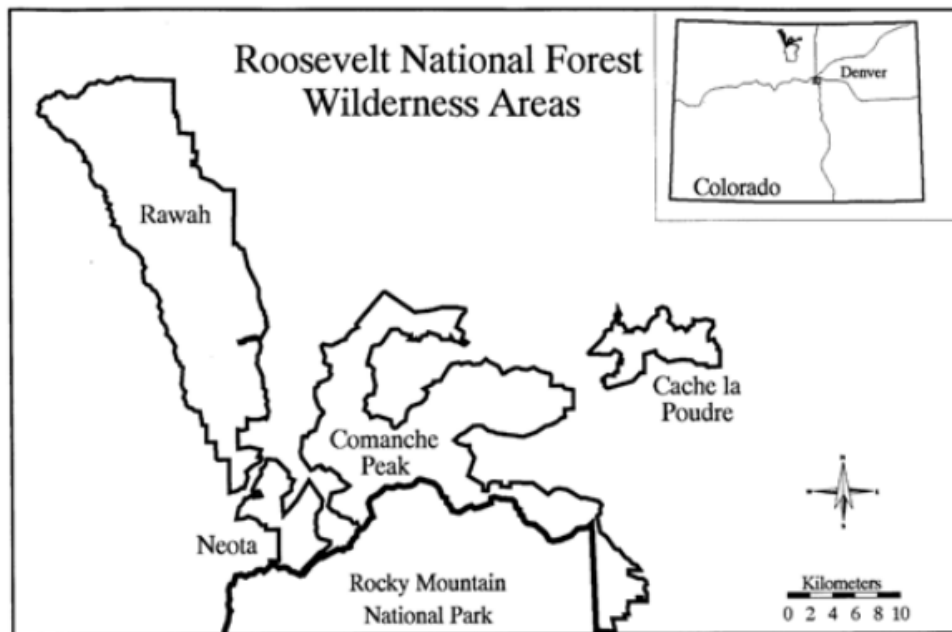 Roosevelt National Forest
Wilderness Areas
Denver
Colorado
Rawah
Cache la
Poudre
Comanche
Peak
Neota
Rocky Mountain
National Park
Kilometers
0 2 4 6 8 10